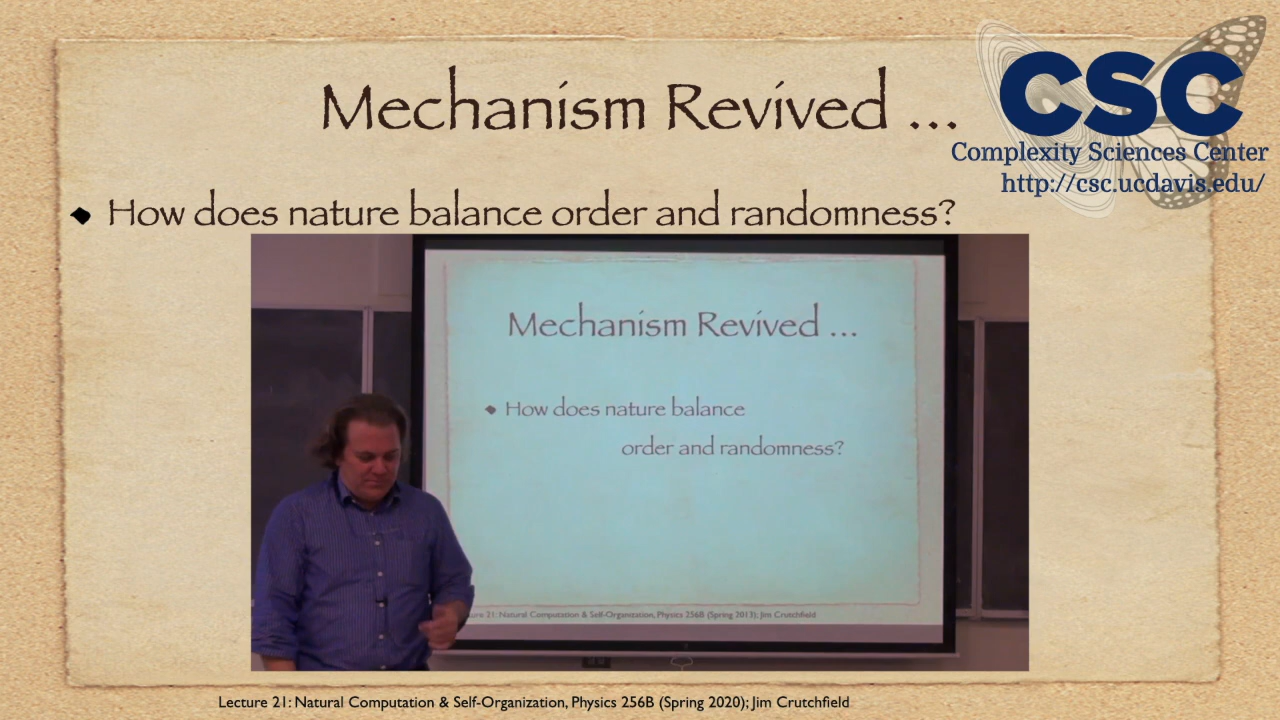 Mechanism Revived ...
CSC
Complexity Sciences Center
http://csc.ucdavis.edu/
How does nature balance order and randomness?
Mechanism Revived ...
How does nature balance
order and randomness?
21: Natural Computation & Self-Organization, Physics 256B (Spring 2013); Jim Crutchfield
Lecture 21: Natural Computation & Self-Organization, Physics 256B (Spring 2020); Jim Crutchfield